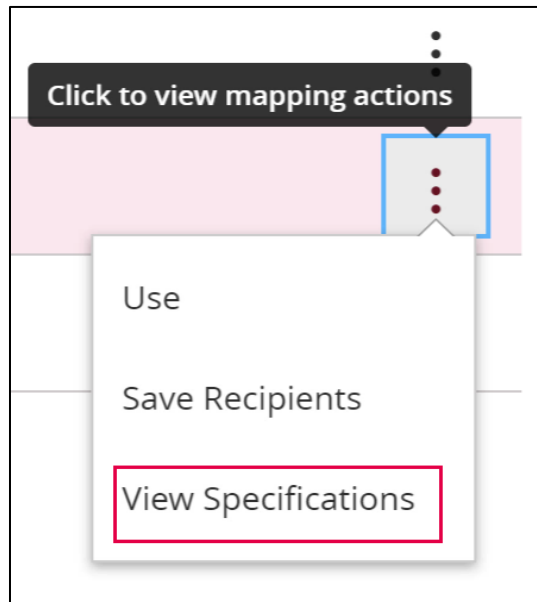 Click to view mapping actions
Use
Save Recipients
View Specifications